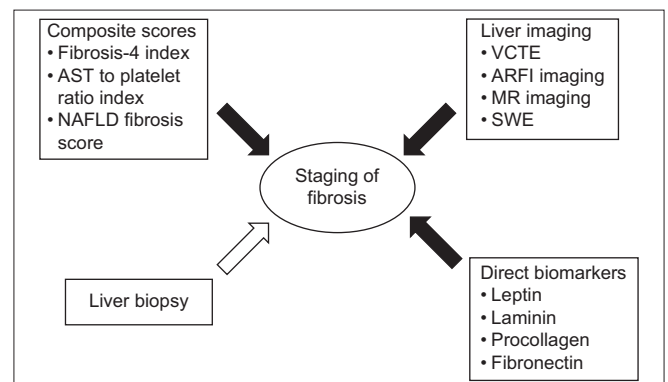 Composite scores
• Fibrosis-4 index
• AST to platelet
ratio index
• NAFLD fibrosis
score
Liver imaging
• VCTE
• ARFI imaging
• MR imaging
• SWE
Staging of
fibrosis
Liver biopsy
Direct biomarkers
• Leptin
• Laminin
• Procollagen
• Fibronectin